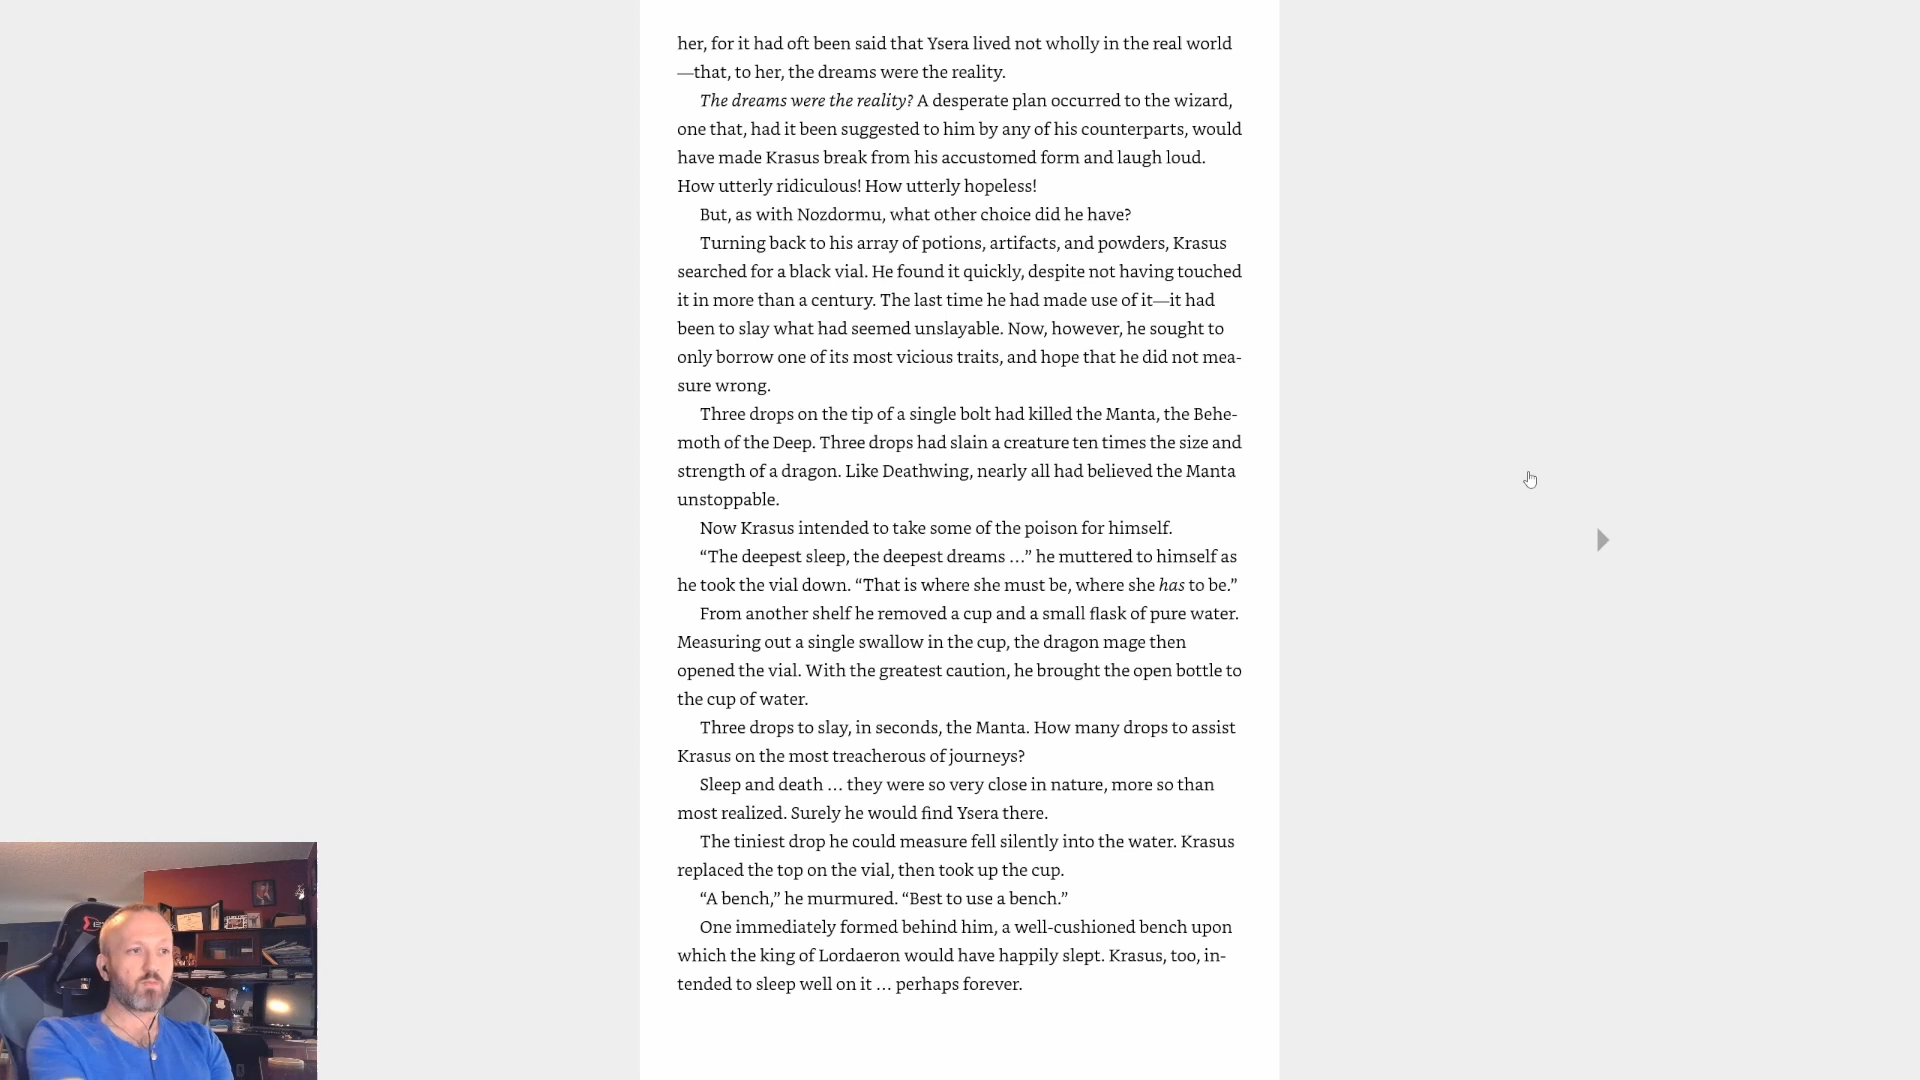 her, for it had oft been said that Ysera lived not wholly in the real world
—that, to her, the dreams were the reality.
The dreams were the reality? A desperate plan occurred to the wizard,
one that, had it been suggested to him by any of his counterparts, would
have made Krasus break from his accustomed form and laugh loud.
How utterly ridiculous! How utterly hopeless!
But, as with Nozdormu, what other choice did he have?
Turning back to his array of potions, artifacts, and powders, Krasus
searched for a black vial. He found it quickly, despite not having touched
it in more than a century. The last time he had made use of it—it had
been to slay what had seemed unslayable. Now, however, he sought to
only borrow one of its most vicious traits, and hope that he did not mea-
sure wrong.
Three drops on the tip of a single bolt had killed the Manta, the Behe-
moth of the Deep. Three drops had slain a creature ten times the size and
strength of a dragon. Like Deathwing, nearly all had believed the Manta
unstoppable.
Now Krasus intended to take some of the poison for himself.
“The deepest sleep, the deepest dreams …” he muttered to himself as
he took the vial down. “That is where she must be, where she has to be.”
From another shelf he removed a cup and a small flask of pure water.
Measuring out a single swallow in the cup, the dragon mage then
opened the vial. With the greatest caution, he brought the open bottle to
the cup of water.
Three drops to slay, in seconds, the Manta. How many drops to assist
Krasus on the most treacherous of journeys?
Sleep and death … they were so very close in nature, more so than
most realized. Surely he would find Ysera there.
The tiniest drop he could measure fell silently into the water. Krasus
replaced the top on the vial, then took up the cup.
“A bench,” he murmured. “Best to use a bench.”
One immediately formed behind him, a well-cushioned bench upon
which the king of Lordaeron would have happily slept. Krasus, too, in-
tended to sleep well on it … perhaps forever.